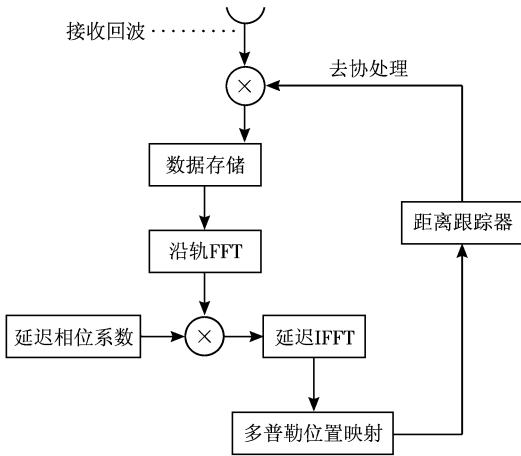 接收回波
去协处理
数据存储
距离跟踪器
沿轨FFT
延迟相位系数
延迟IFFT
多普勒位置映射